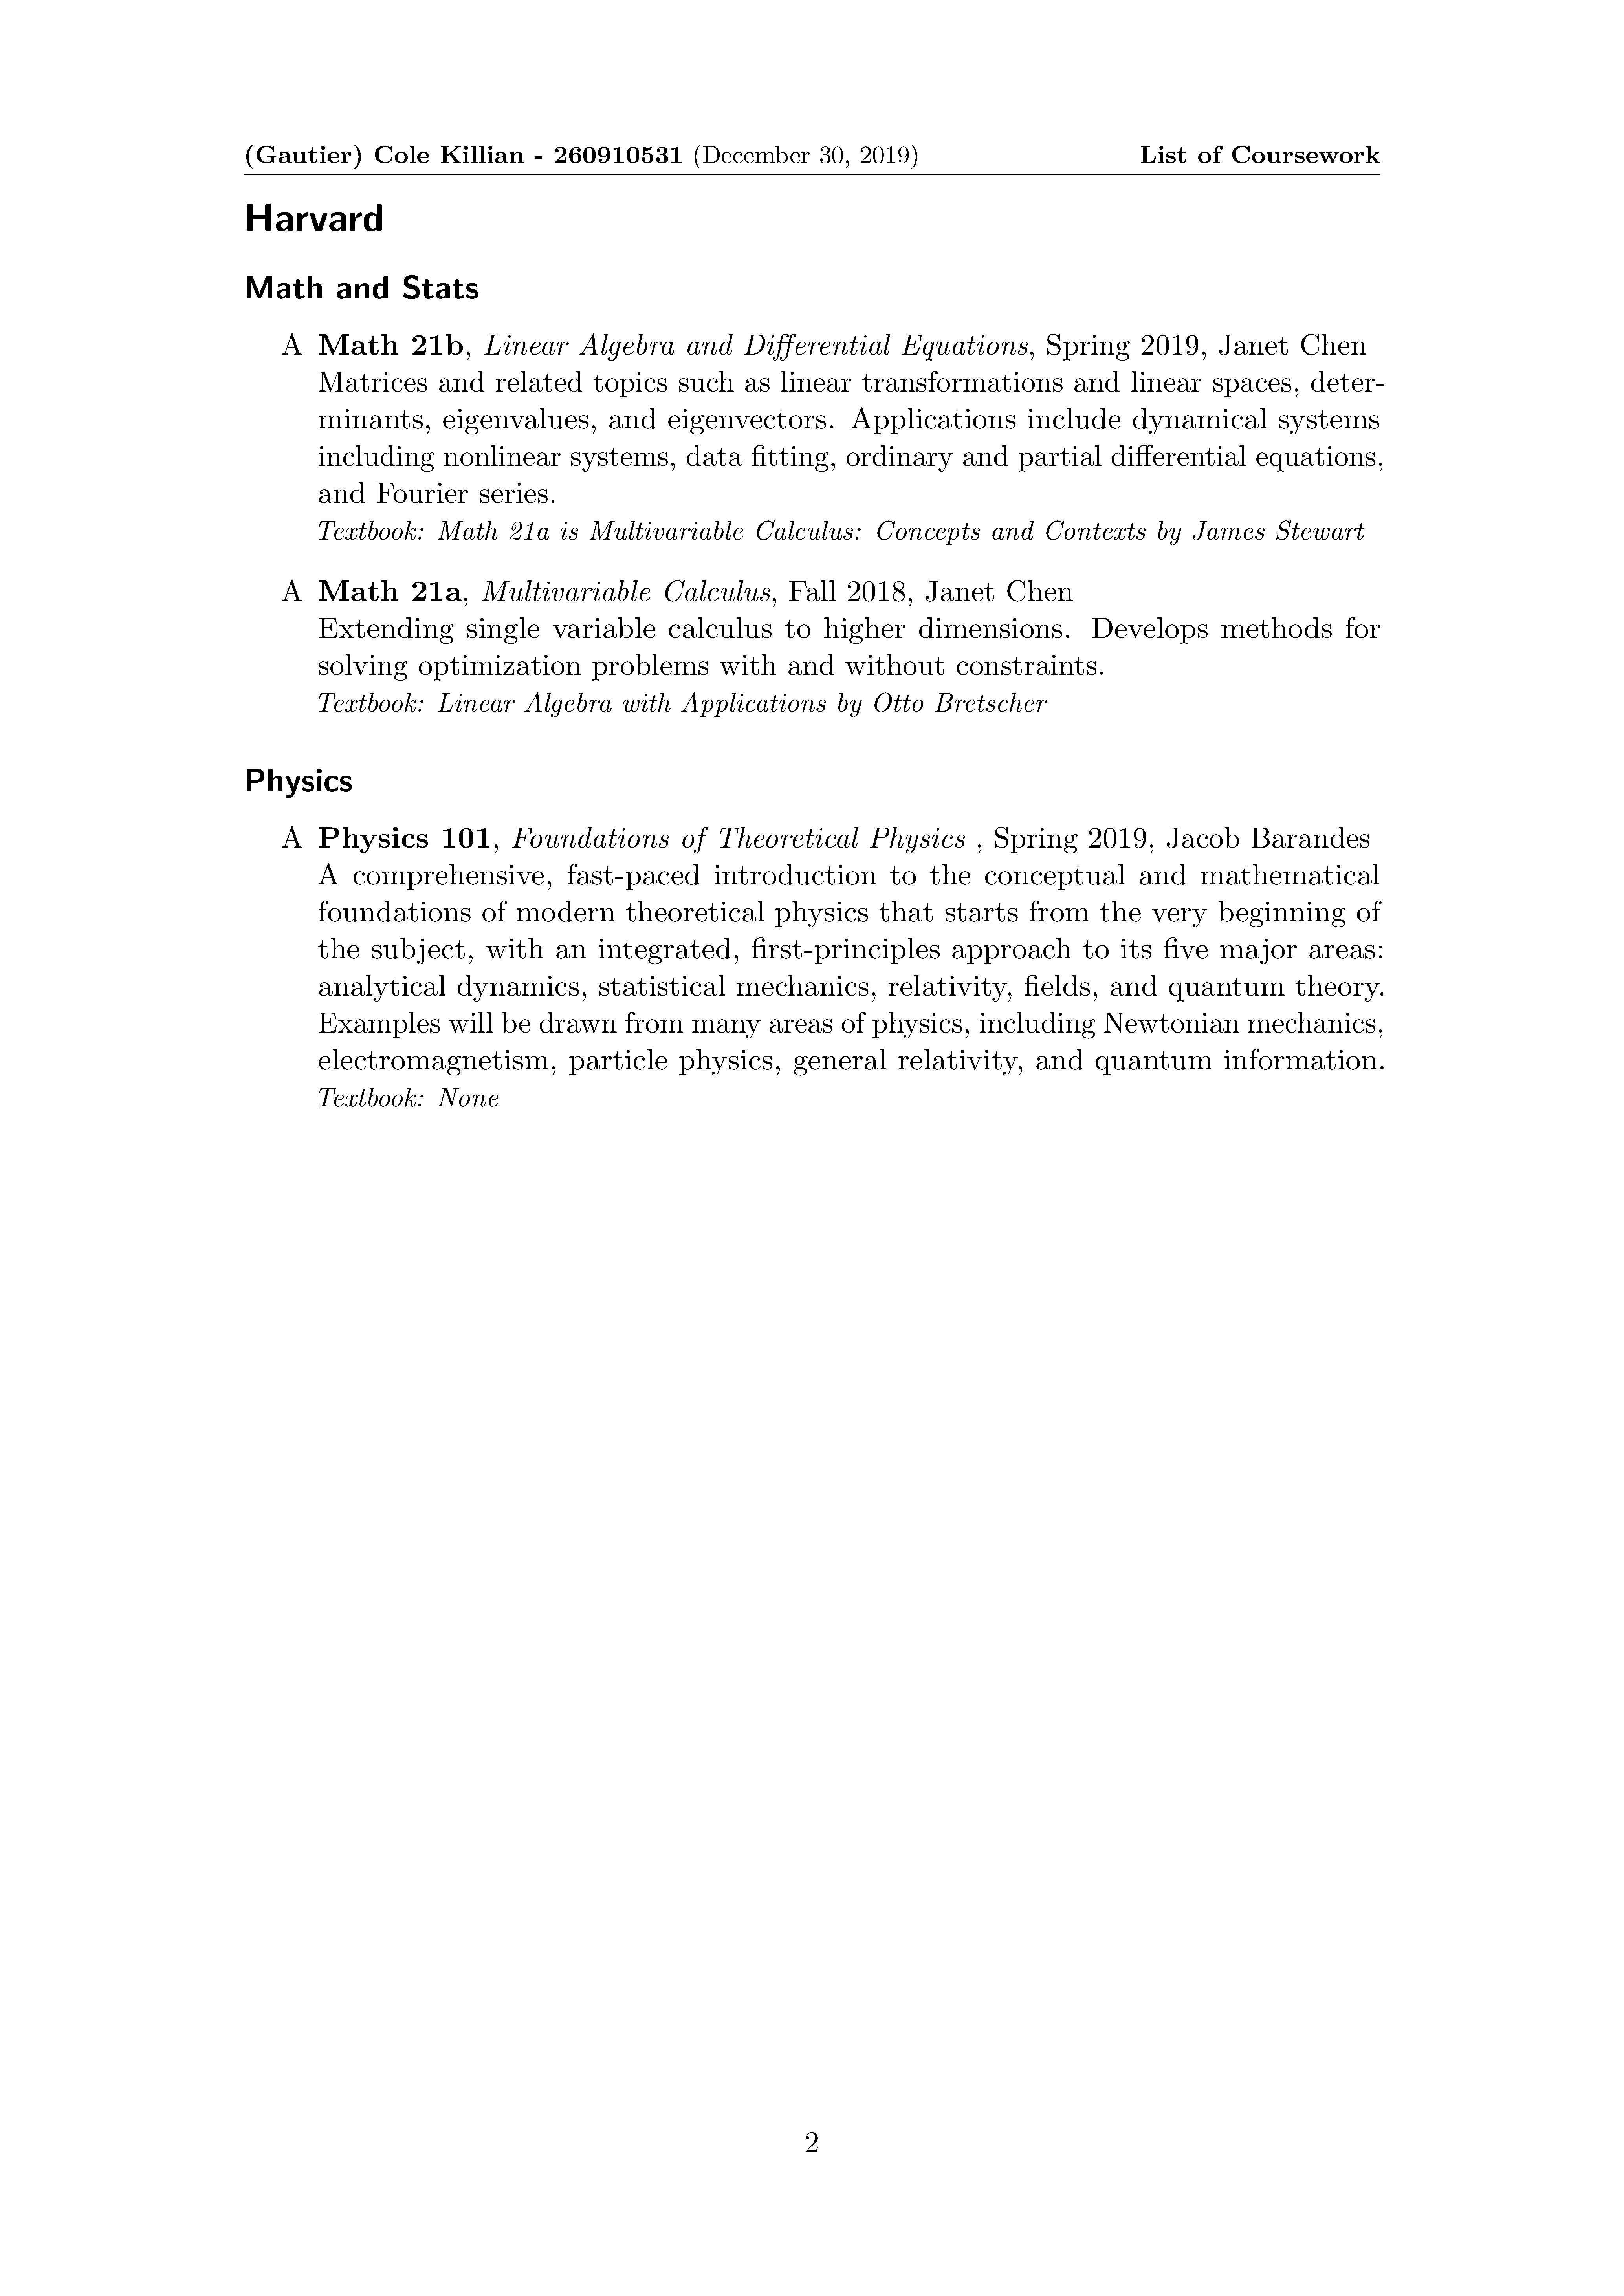 (Gautier) Cole Killian - 260910531 (December 30, 2019) List of Coursework
Harvard
Math and Stats
A Math 21b, Linear Algebra and Differential Equations, Spring 2019, Janet Chen
Matrices and related topics such as linear transformations and linear spaces, deter-
minants, eigenvalues, and eigenvectors. Applications include dynamical systems
including nonlinear systems, data fitting, ordinary and partial differential equations,
and Fourier series.
Textbook: Math 21a is Multivariable Calculus: Concepts and Contexts by James Stewart
A Math 21a, Multivariable Calculus, Fall 2018, Janet Chen
Extending single variable calculus to higher dimensions. Develops methods for
solving optimization problems with and without constraints.
Textbook: Linear Algebra with Applications by Otto Bretscher
Physics
A Physics 101, Foundations of Theoretical Physics , Spring 2019, Jacob Barandes
A comprehensive, fast-paced introduction to the conceptual and mathematical
foundations of modern theoretical physics that starts from the very beginning of
the subject, with an integrated, first-principles approach to its five major areas:
analytical dynamics, statistical mechanics, relativity, fields, and quantum theory.
Examples will be drawn from many areas of physics, including Newtonian mechanics,
electromagnetism, particle physics, general relativity, and quantum information.
Textbook: None
2